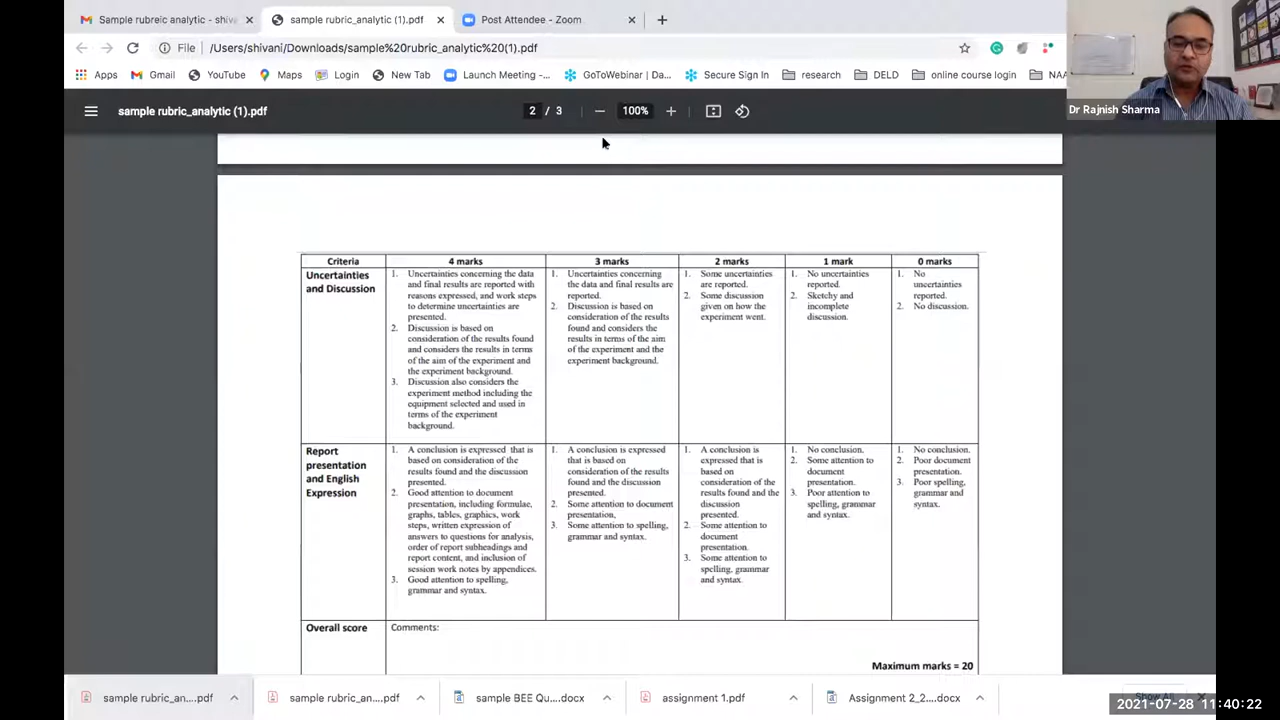 Sample rubreic analytic - shiva
sample rubric_analytic (1).pdf
Post Attendee - Zoom
File
/Users/shivani/Downloads/sample%20rubric_analytic%20(1).pdf
Apps
Gmail
YouTube
Maps
Login
New Tab
Launch Meeting -...
GoToWebinar | Da...
Secure Sign In
research
DELD
online course login
NAA
Dr Rajnish Sharma
sample rubric_analytic (1).pdf
2 / 3
100%
Criteria
4 marks
3 marks
2 marks
1 mark
0 marks
Uncertainties
and Discussion
1. Uncertainties concerning the data
and final results are reported with
reasons expressed, and work steps
to determine uncertainties are
presented.
2. Discussion is based on
consideration of the results found
and considers the results in terms
of the aim of the experiment and
the experiment background.
3. Discussion also considers the
experiment method including the
equipment selected and used in
terms of the experiment
background.
1. Uncertainties concerning
the data and final results are
reported.
2. Discussion is based on
consideration of the results
found and considers the
results in terms of the aim
of the experiment and the
experiment background.
1. Some uncertainties
are reported.
2. Some discussion
given on how the
experiment went.
1. No uncertainties
reported.
2. Sketchy and
incomplete
discussion.
1. No
uncertainties
reported.
2. No discussion.
Report
presentation
and English
Expression
1. A conclusion is expressed that is
based on consideration of the
results found and the discussion
presented.
2. Good attention to document
presentation, including formulae,
graphs, tables, graphics, work
steps, written expression of
answers to questions for analysis,
order of report subheadings and
report content, and inclusion of
session work notes by appendices.
3. Good attention to spelling,
grammar and syntax.
1. A conclusion is expressed
that is based on
consideration of the results
found and the discussion
presented.
2. Some attention to document
presentation,
3. Some attention to spelling,
grammar and syntax.
1. A conclusion is
expressed that is
based on
consideration of the
results found and the
discussion
presented.
2. Some attention to
document
presentation.
3. Some attention to
spelling, grammar
and syntax.
1. No conclusion.
2. Some attention to
document
presentation.
3. Poor attention to
spelling, grammar
and syntax.
1. No conclusion.
2. Poor document
presentation.
3. Poor spelling,
grammar and
syntax.
Overall score
Comments:
Maximum marks = 20
sample rubric_an....pdf
sample rubric_an....pdf
sample BEE Qu....docx
assignment 1.pdf
Assignment 2_2....docx
Show All
2021-07-28 11:40:22